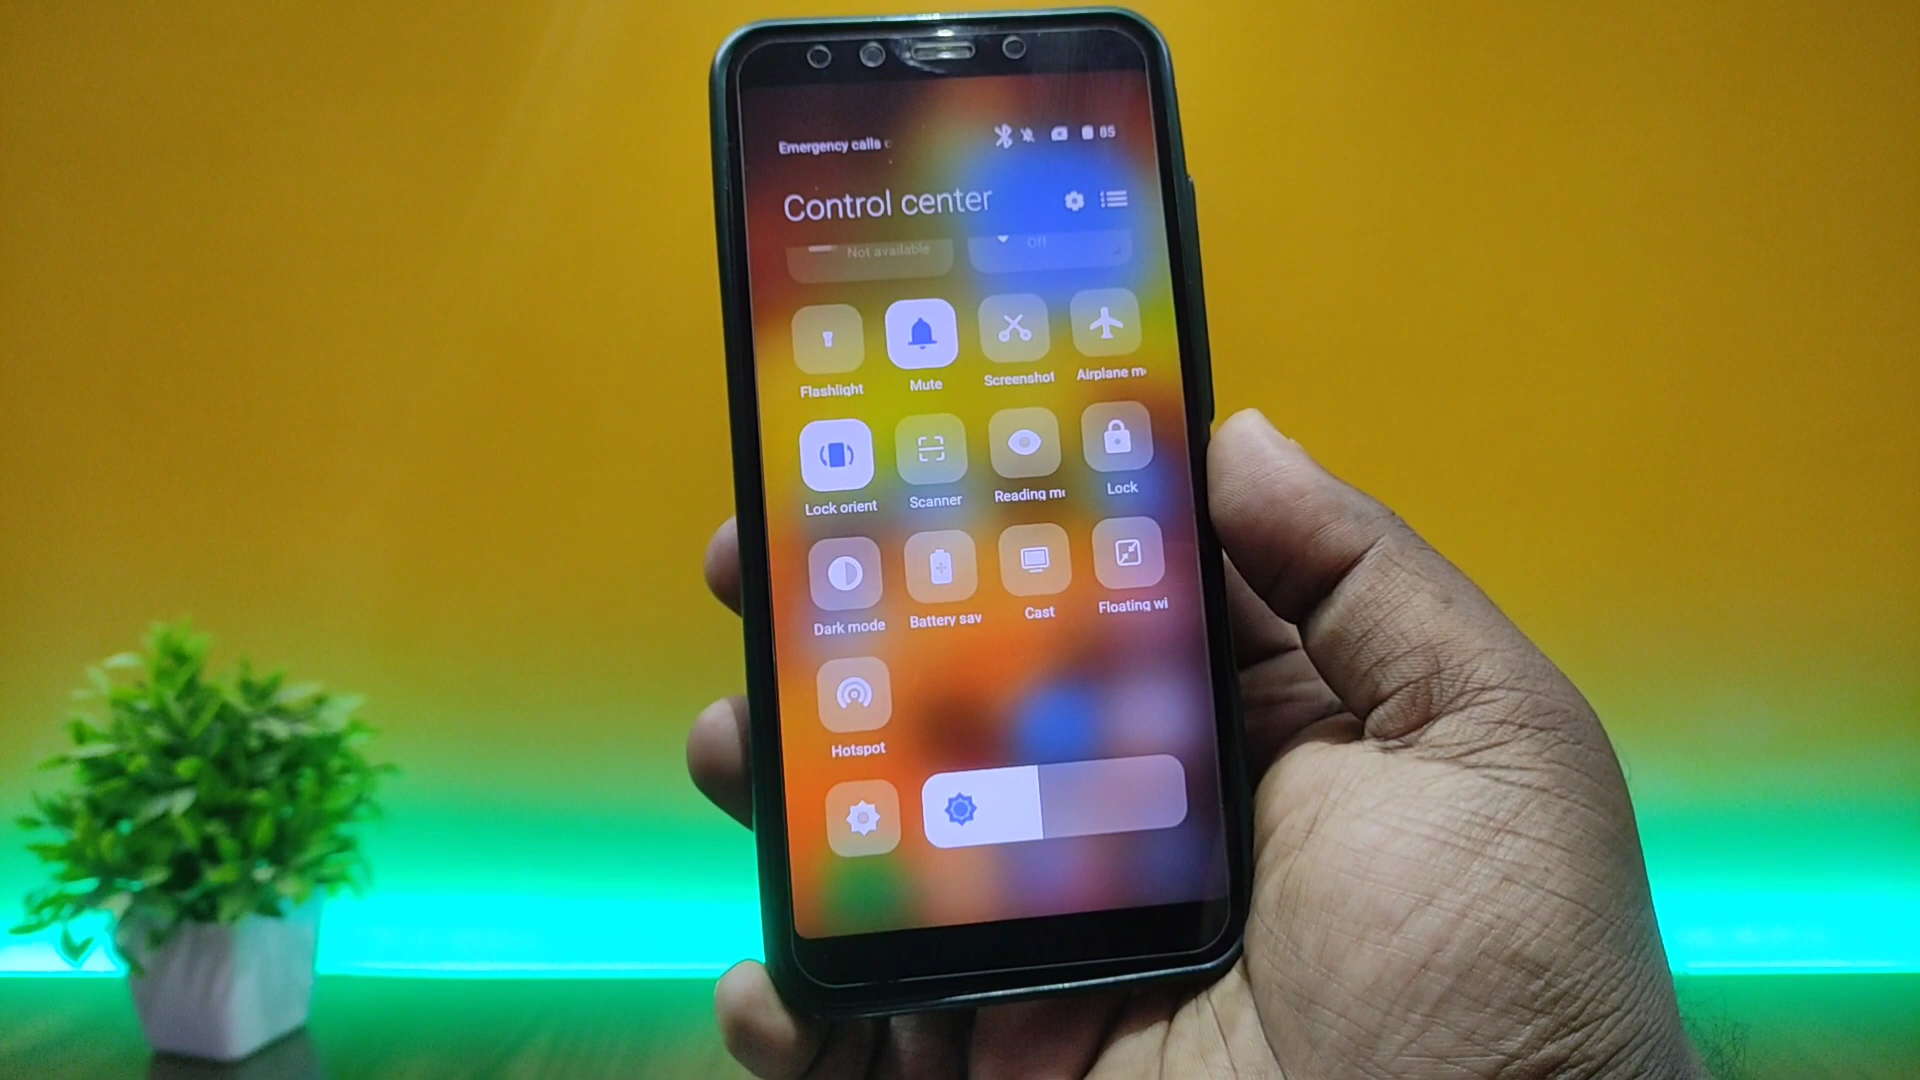 Emergency calls 85
Control center
Not available Off
Flashlight Mute Screenshot Airplane m
Lock orient Scanner Reading m Lock
Dark mode Battery sav Cast Floating wi
Hotspot